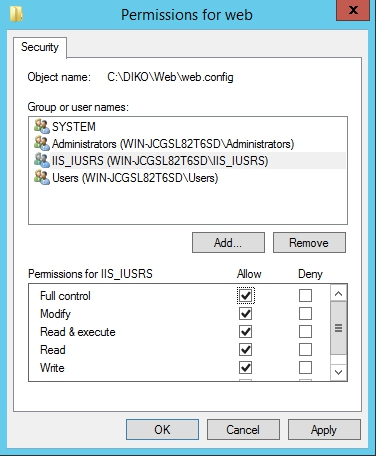 Permissions for web
x
Security
Object name: C:\DIKO\Web\web.config
Group or user names:
SYSTEM
Administrators (WIN-JCGSL82T6SD\Administrators)
IIS_IUSRS (WIN-JCGSL82T6SD\IIS_IUSRS)
Users (WIN-JCGSL82T6SD\Users)
Add... Remove
Permissions for IIS_IUSRS Allow Deny
Full control
Modify
Read & execute
Read
Write
OK Cancel Apply